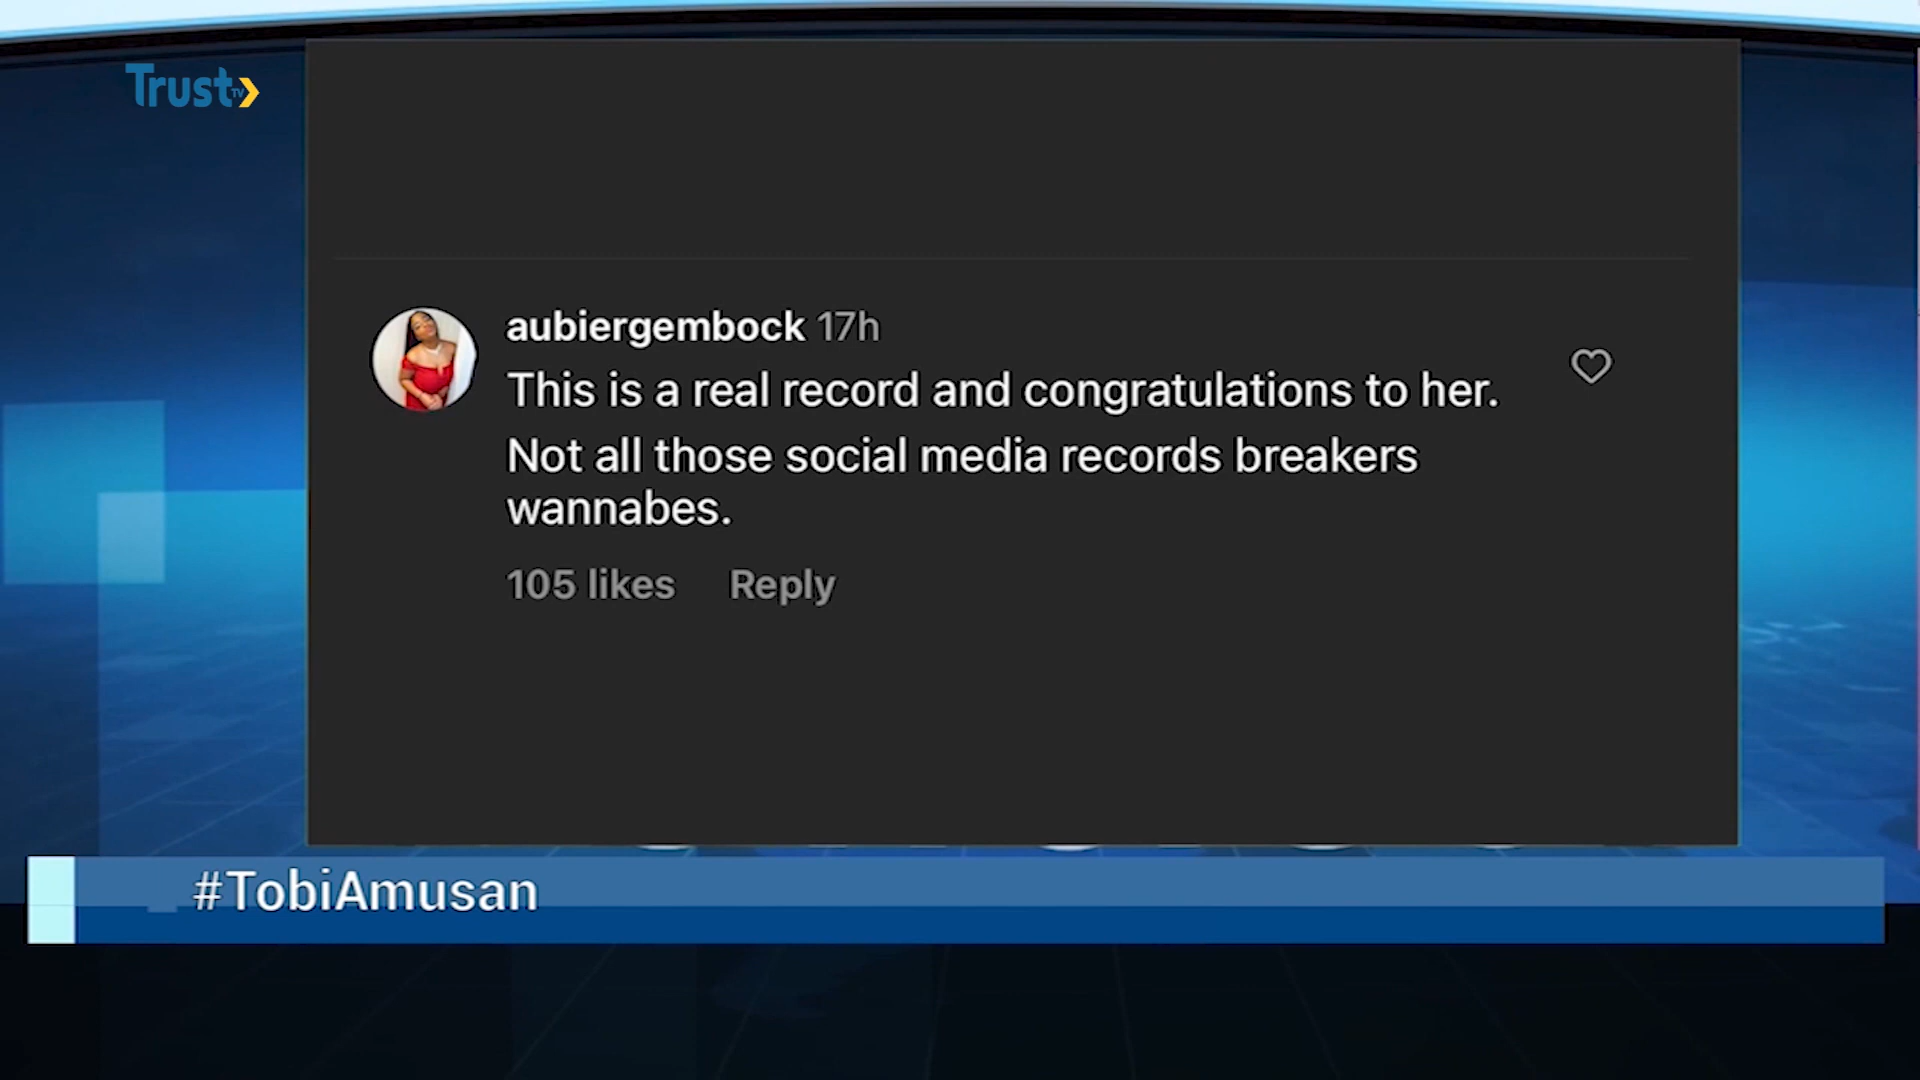 Trust TV
aubiergembock 17h
This is a real record and congratulations to her.
Not all those social media records breakers
wannabes.
105 likes Reply
#TobiAmusan